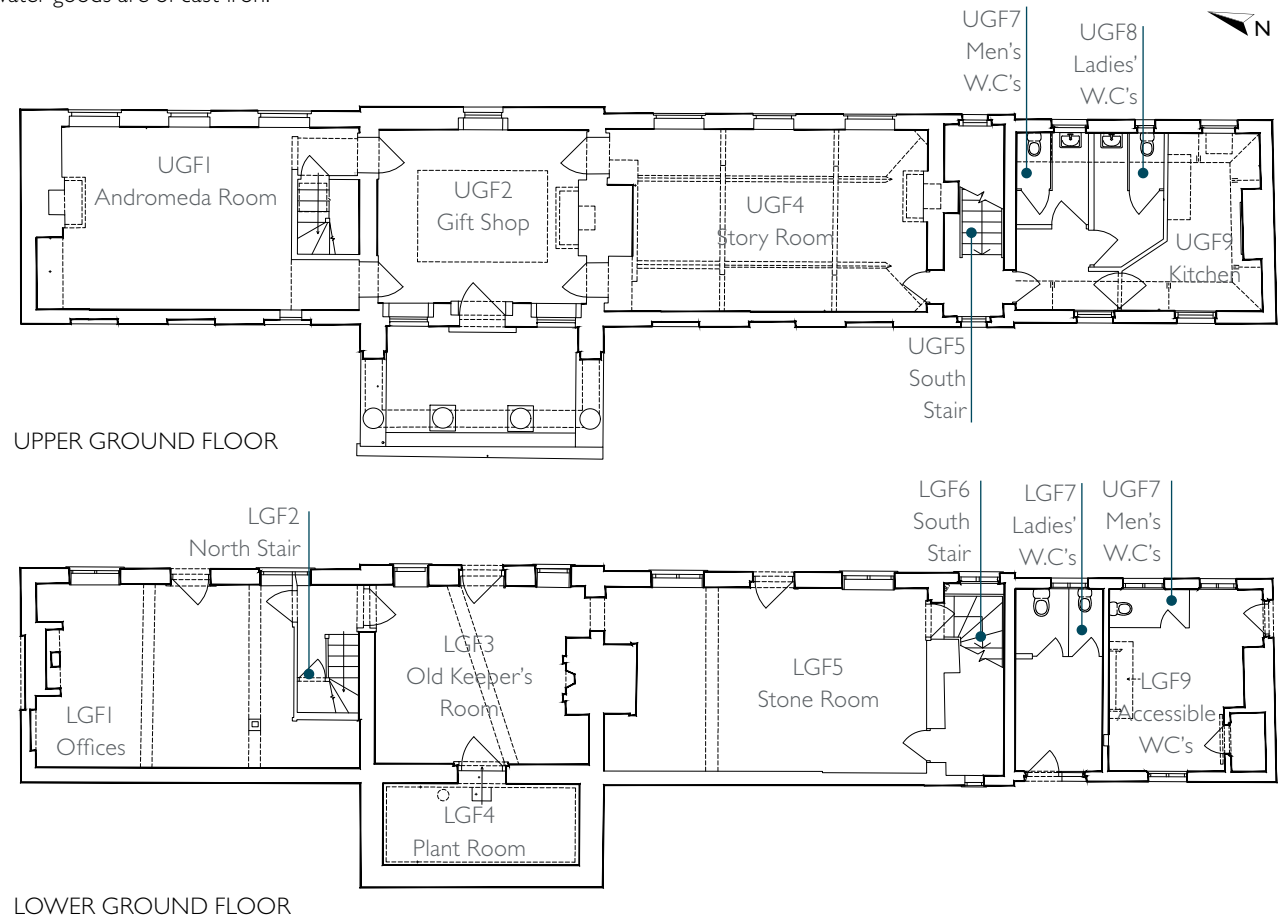 water goods are of cast iron.
N
UGF7
Men's
W.C's
UGF8
Ladies'
W.C's
UGF1
Andromeda Room
UGF2
Gift Shop
UGF4
Story Room
UGF9
Kitchen
UGF5
South
Stair
UPPER GROUND FLOOR
LGF2
North Stair
LGF6
South
Stair
LGF7
Ladies'
W.C's
UGF7
Men's
W.C's
LGF3
Old Keeper's
Room
LGF5
Stone Room
LGF1
Offices
LGF9
Accessible
WC's
LGF4
Plant Room
LOWER GROUND FLOOR